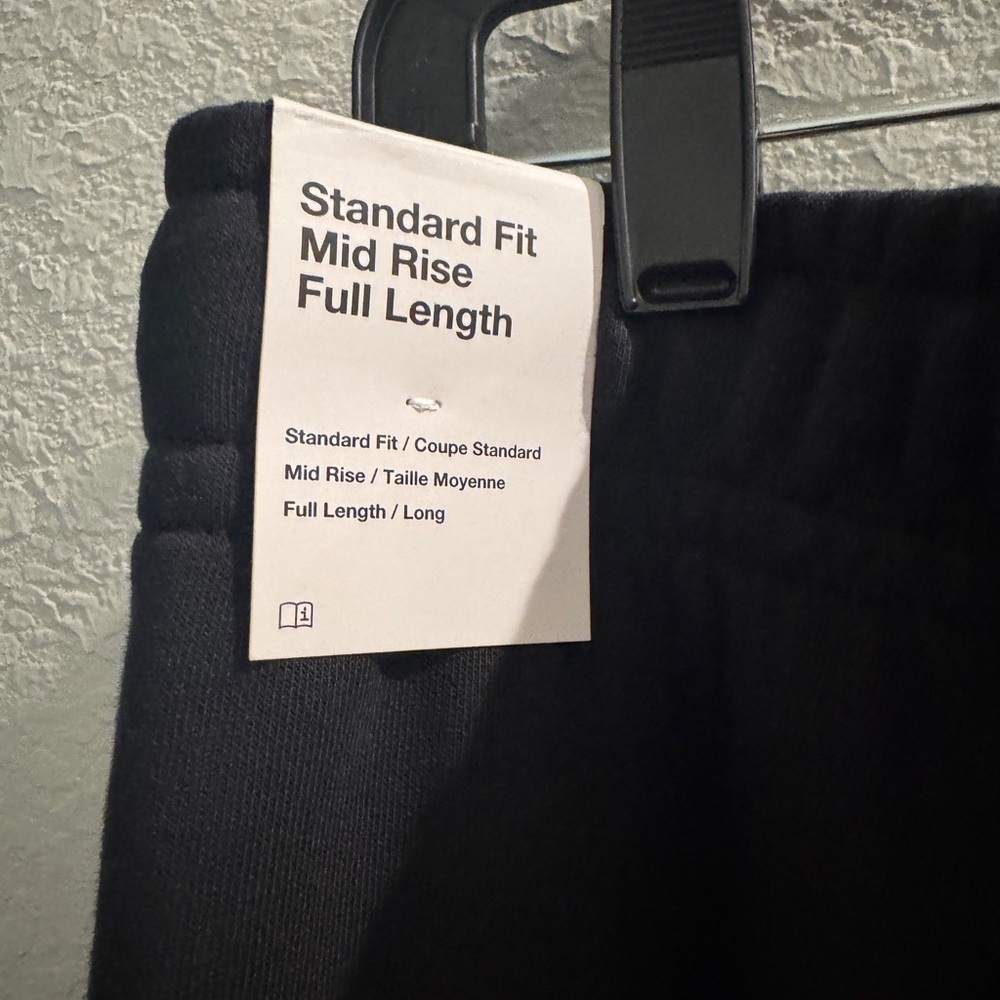 Standard Fit
Mid Rise
Full Length
Standard Fit / Coupe Standard
Mid Rise / Taille Moyenne
Full Length / Long
i